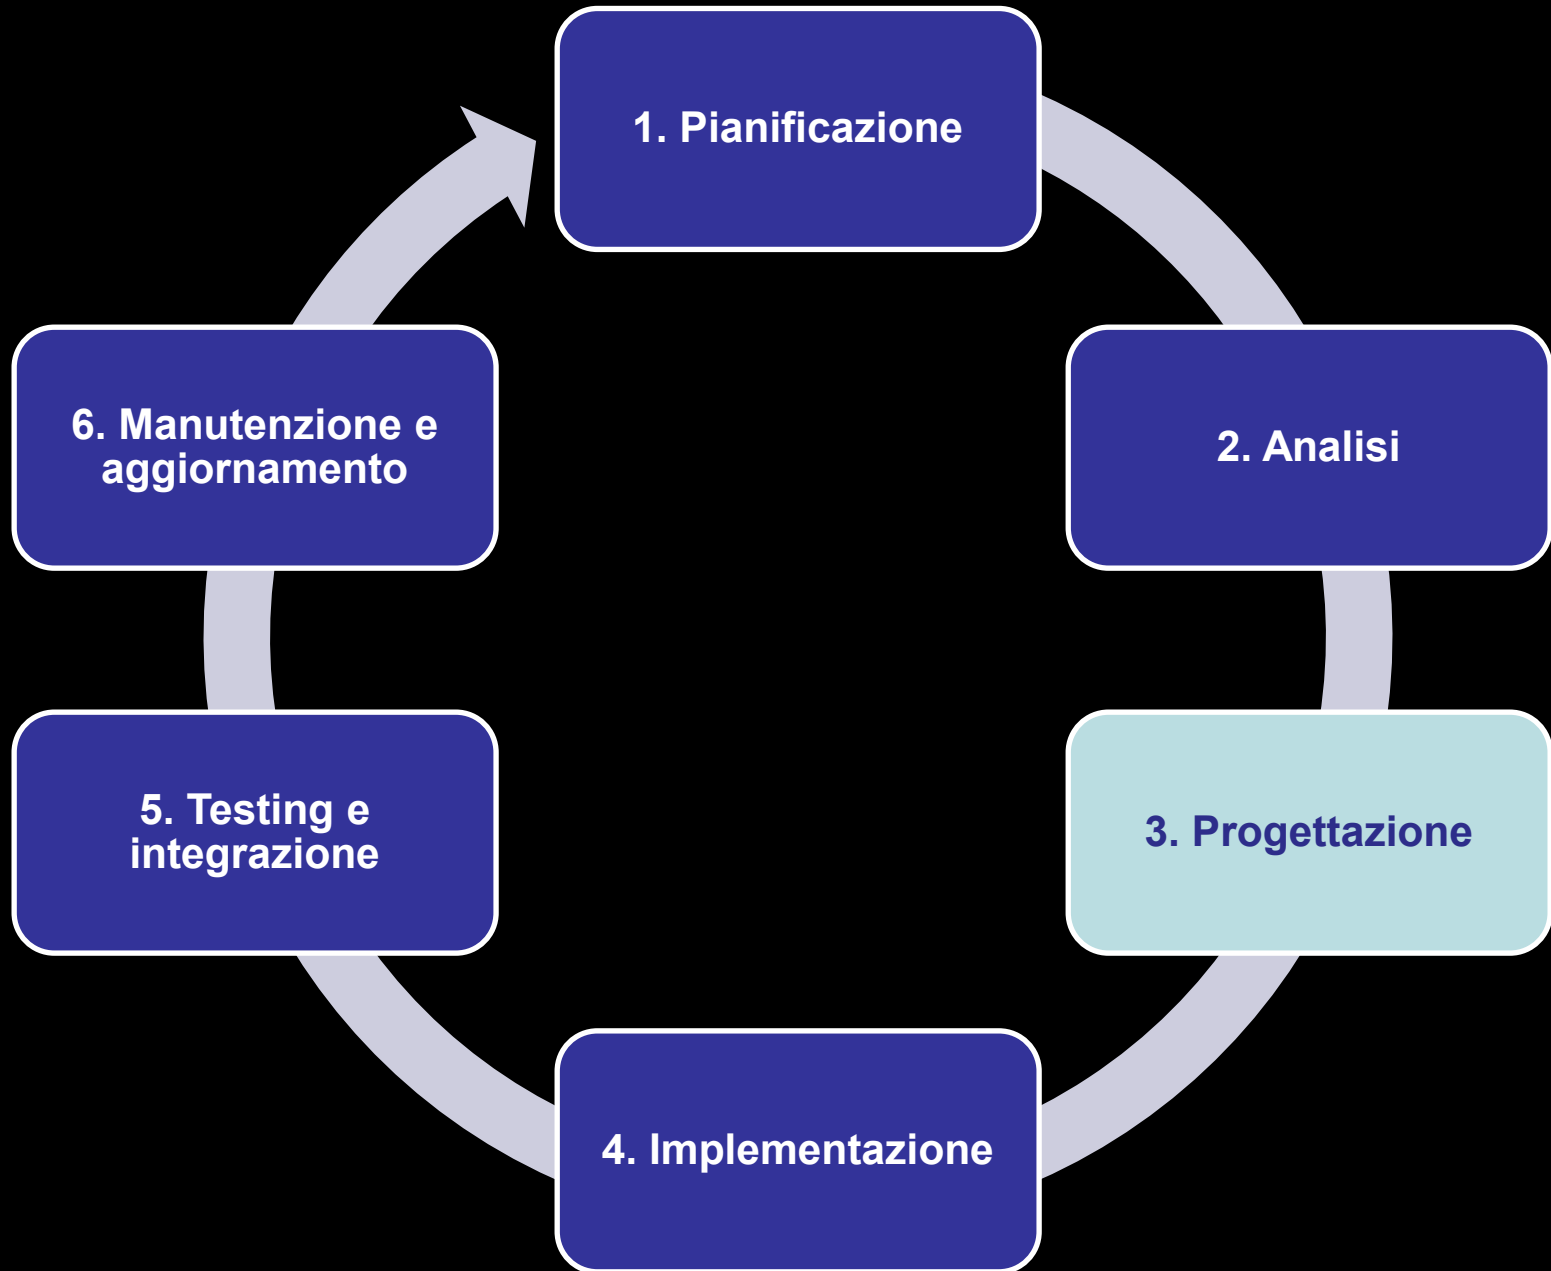 1. Pianificazione
2. Analisi
3. Progettazione
4. Implementazione
5. Testing e
integrazione
6. Manutenzione e
aggiornamento